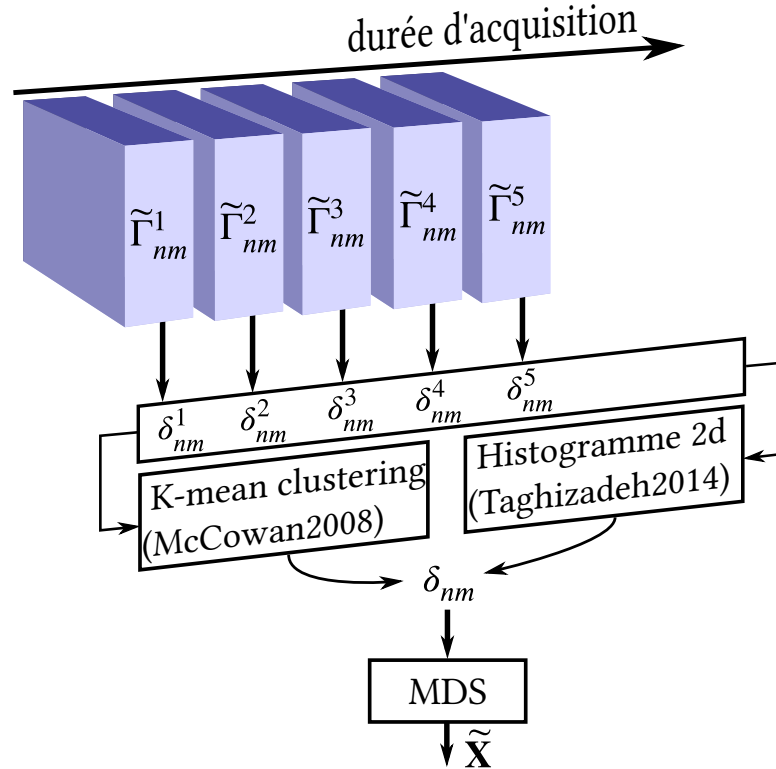 durée d'acquisition
Γ̃¹ₙₘ Γ̃²ₙₘ Γ̃³ₙₘ Γ̃⁴ₙₘ Γ̃⁵ₙₘ
δ¹ₙₘ δ²ₙₘ δ³ₙₘ δ⁴ₙₘ δ⁵ₙₘ
K-mean clustering
(McCowan2008)
Histogramme 2d
(Taghizadeh2014)
δₙₘ
MDS
X̃